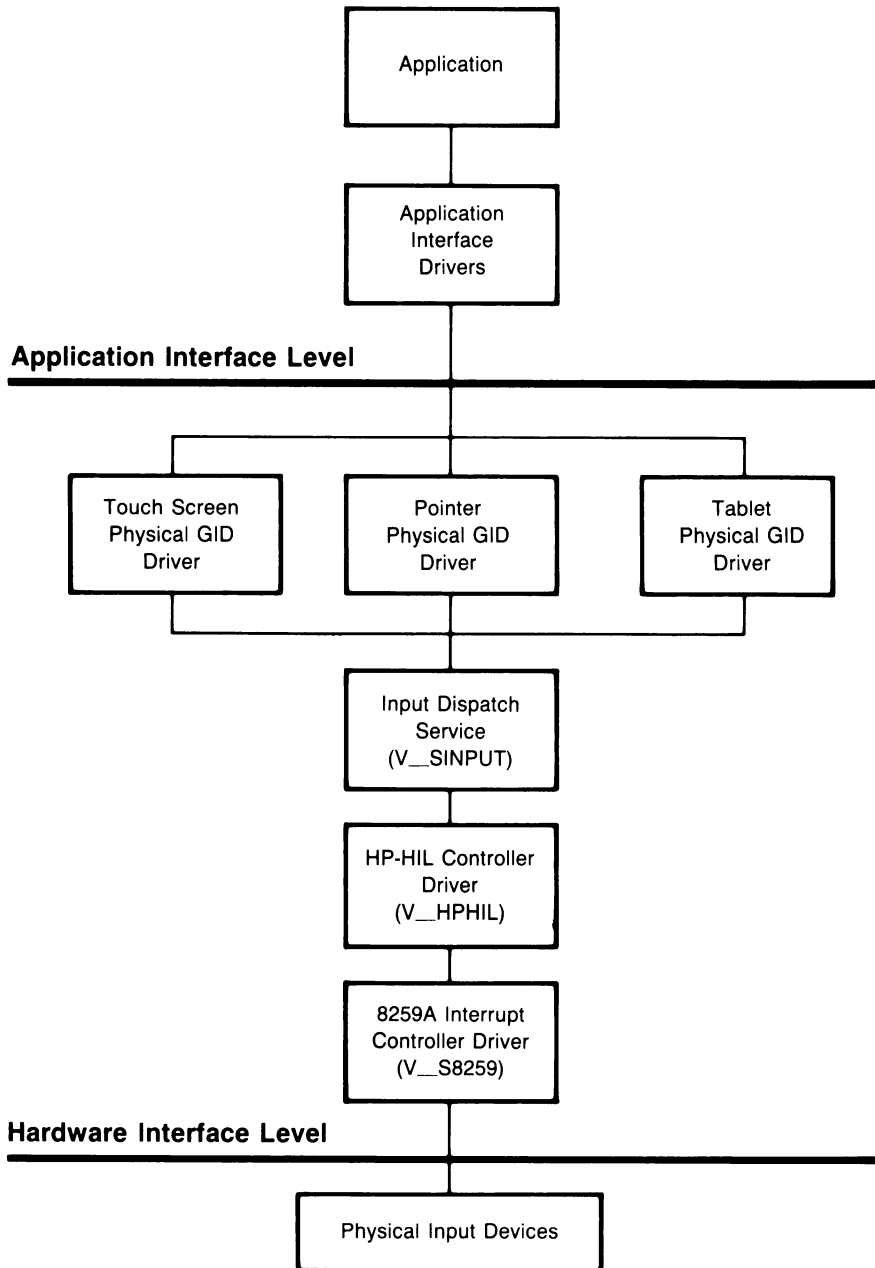 Application
Application
Interface
Drivers
Application Interface Level
Touch Screen
Physical GID
Driver
Pointer
Physical GID
Driver
Tablet
Physical GID
Driver
Input Dispatch
Service
(V__SINPUT)
HP-HIL Controller
Driver
(V__HPHIL)
8259A Interrupt
Controller Driver
(V__S8259)
Hardware Interface Level
Physical Input Devices